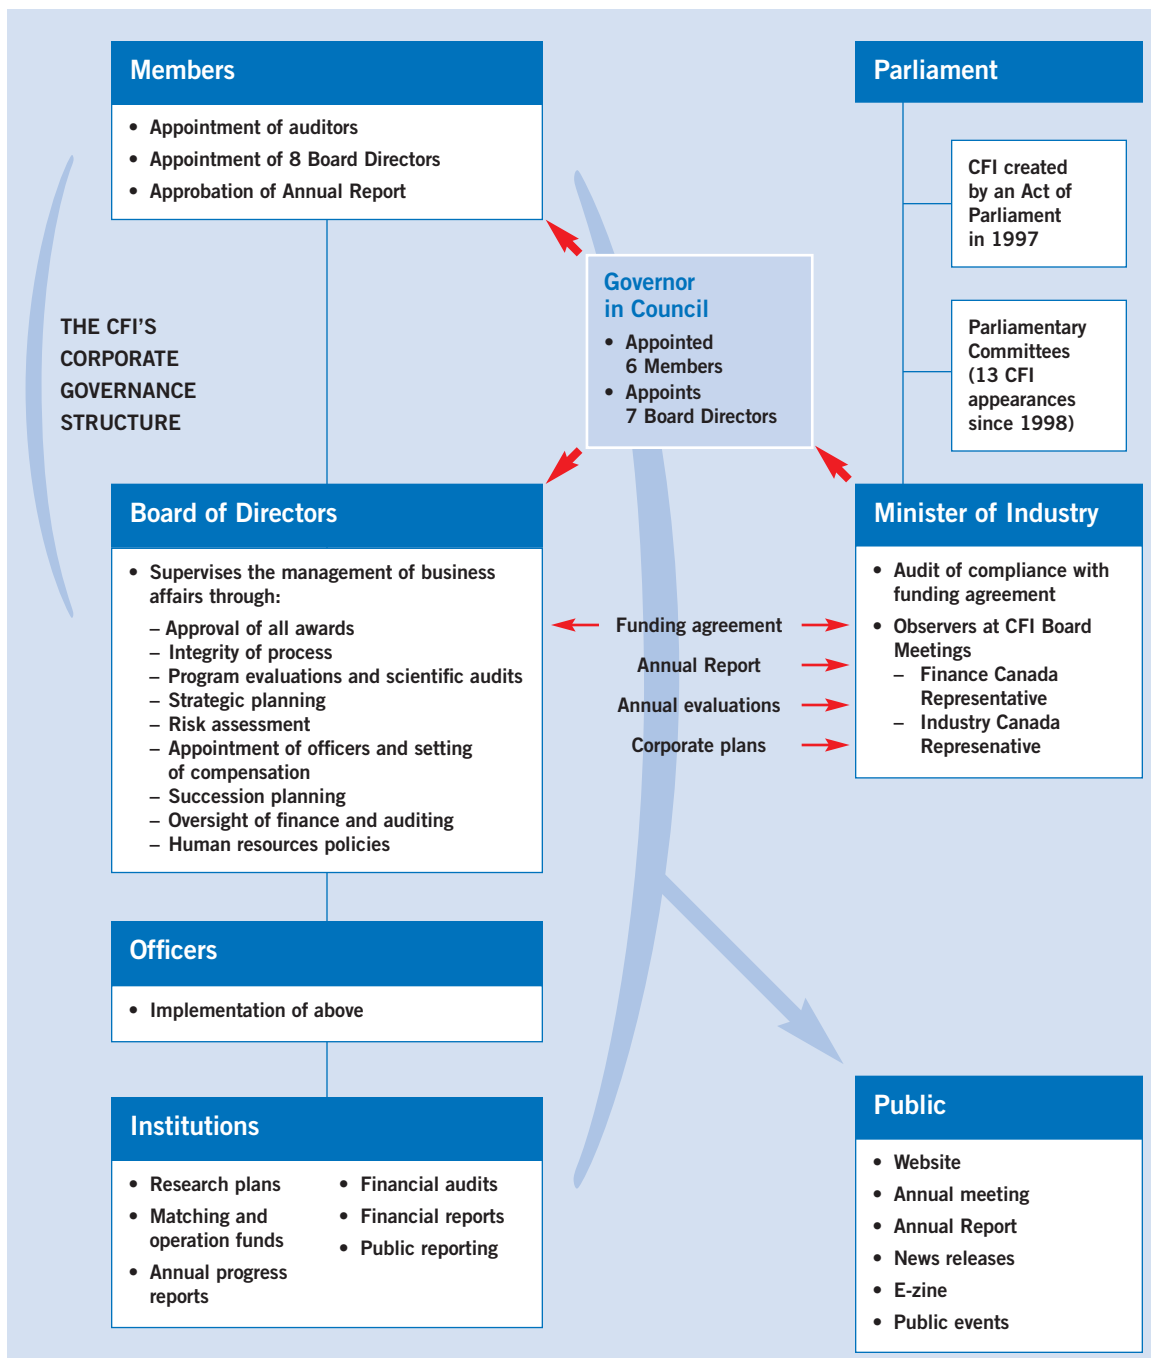 Members
• Appointment of auditors
• Appointment of 8 Board Directors
• Approbation of Annual Report
Parliament
CFI created
by an Act of
Parliament
in 1997
Parliamentary
Committees
(13 CFI
appearances
since 1998)
Governor
in Council
• Appointed
6 Members
• Appoints
7 Board Directors
THE CFI'S
CORPORATE
GOVERNANCE
STRUCTURE
Board of Directors
• Supervises the management of business
affairs through:
– Approval of all awards
– Integrity of process
– Program evaluations and scientific audits
– Strategic planning
– Risk assessment
– Appointment of officers and setting
of compensation
– Succession planning
– Oversight of finance and auditing
– Human resources policies
Funding agreement
Annual Report
Annual evaluations
Corporate plans
Minister of Industry
• Audit of compliance with
funding agreement
• Observers at CFI Board
Meetings
– Finance Canada
Representative
– Industry Canada
Represenative
Officers
• Implementation of above
Institutions
• Research plans
• Matching and
operation funds
• Annual progress
reports
• Financial audits
• Financial reports
• Public reporting
Public
• Website
• Annual meeting
• Annual Report
• News releases
• E-zine
• Public events